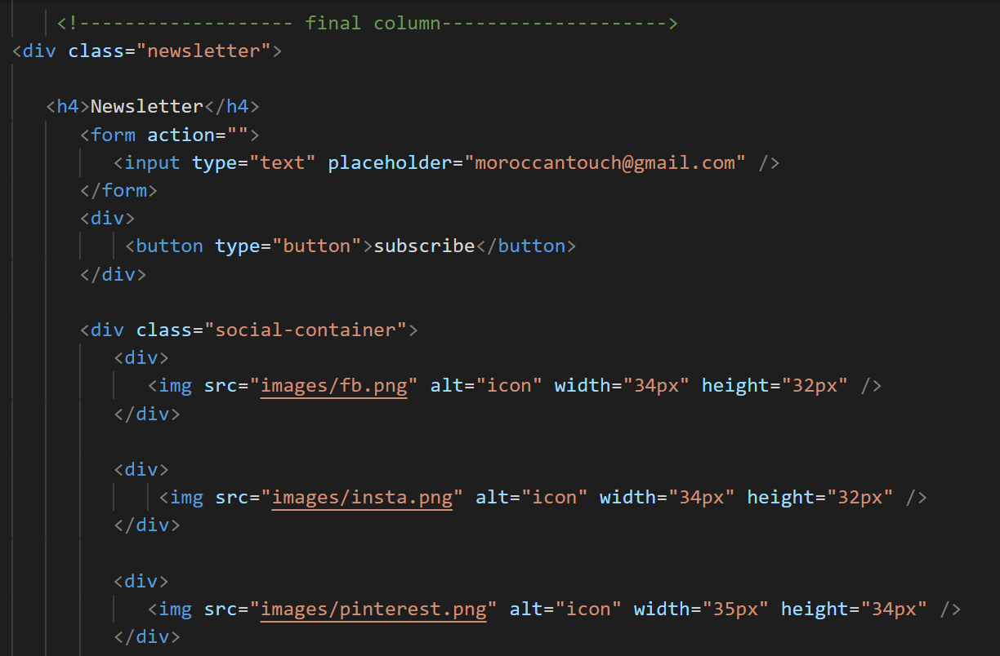 <!------------------- final column-------------------->
<div class="newsletter">
<h4>Newsletter</h4>
<form action="">
<input type="text" placeholder="moroccantouch@gmail.com" />
</form>
<div>
<button type="button">subscribe</button>
</div>
<div class="social-container">
<div>
<img src="images/fb.png" alt="icon" width="34px" height="32px" />
</div>
<div>
<img src="images/insta.png" alt="icon" width="34px" height="32px" />
</div>
<div>
<img src="images/pinterest.png" alt="icon" width="35px" height="34px" />
</div>